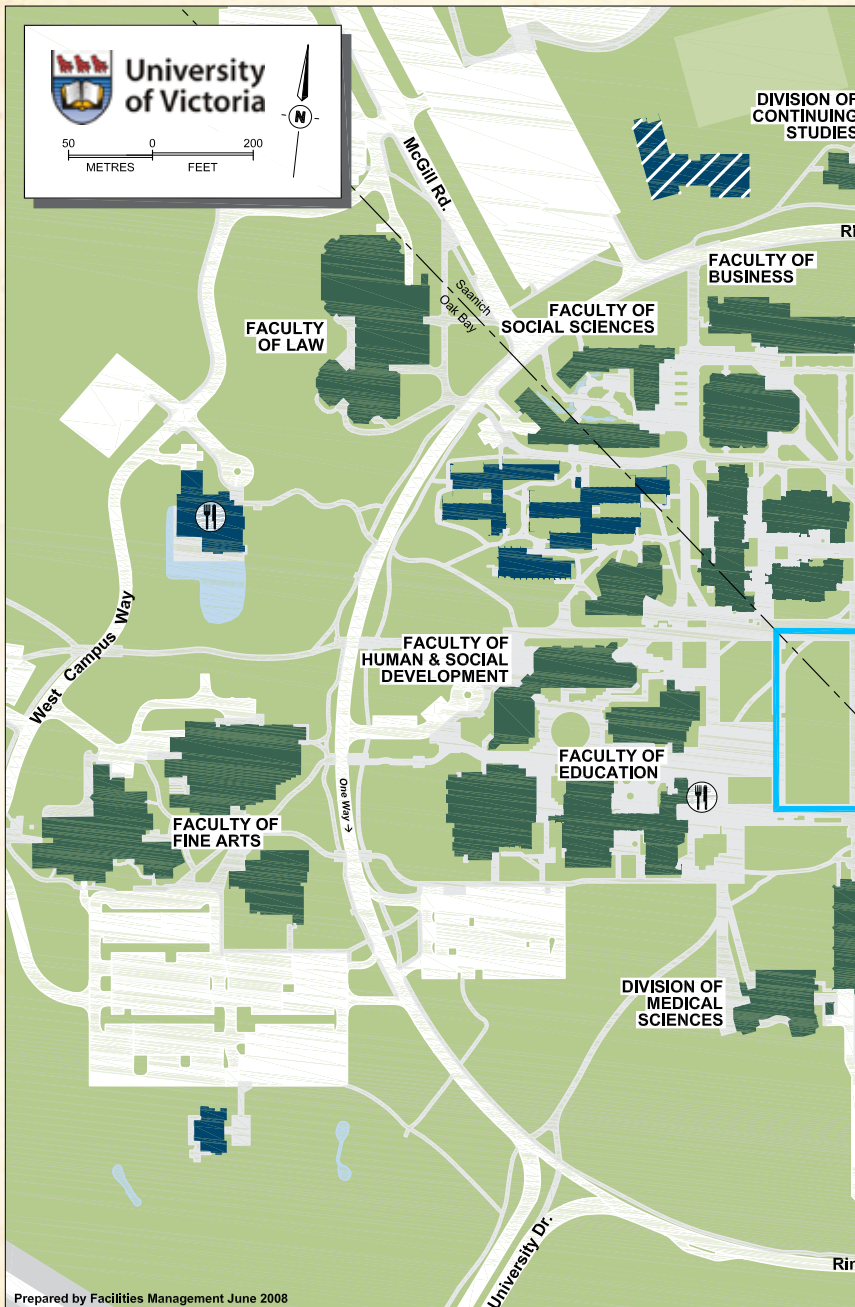 University
of Victoria
N
50 0 200
METRES FEET
McGill Rd.
DIVISION OF
CONTINUING
STUDIES
FACULTY OF
BUSINESS
Saanich
Oak Bay
FACULTY OF
SOCIAL SCIENCES
FACULTY
OF LAW
West Campus Way
FACULTY OF
HUMAN & SOCIAL
DEVELOPMENT
FACULTY OF
EDUCATION
One Way →
FACULTY OF
FINE ARTS
DIVISION OF
MEDICAL
SCIENCES
University Dr.
Rin
Prepared by Facilities Management June 2008